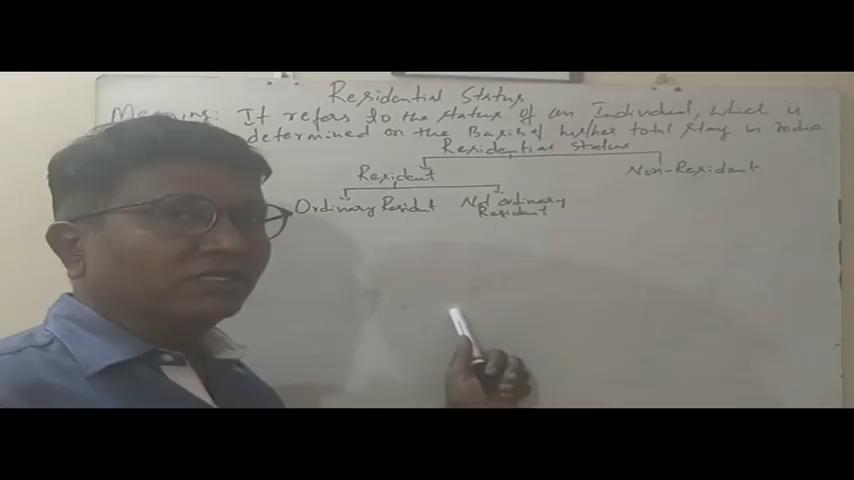 Residential Status
Meaning: It refers to the status of an Individual, which is
determined on the Basis of his/her total stay in India
Residential status
Resident
Non-Resident
Ordinary Resident
Not ordinary
Resident